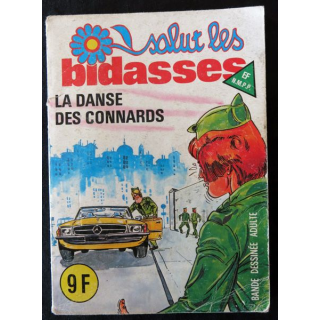 salut les
bidasses
EF
N.M.P.P.
LA DANSE
DES CONNARDS
9F
BANDE DESSINÉE ADULTE